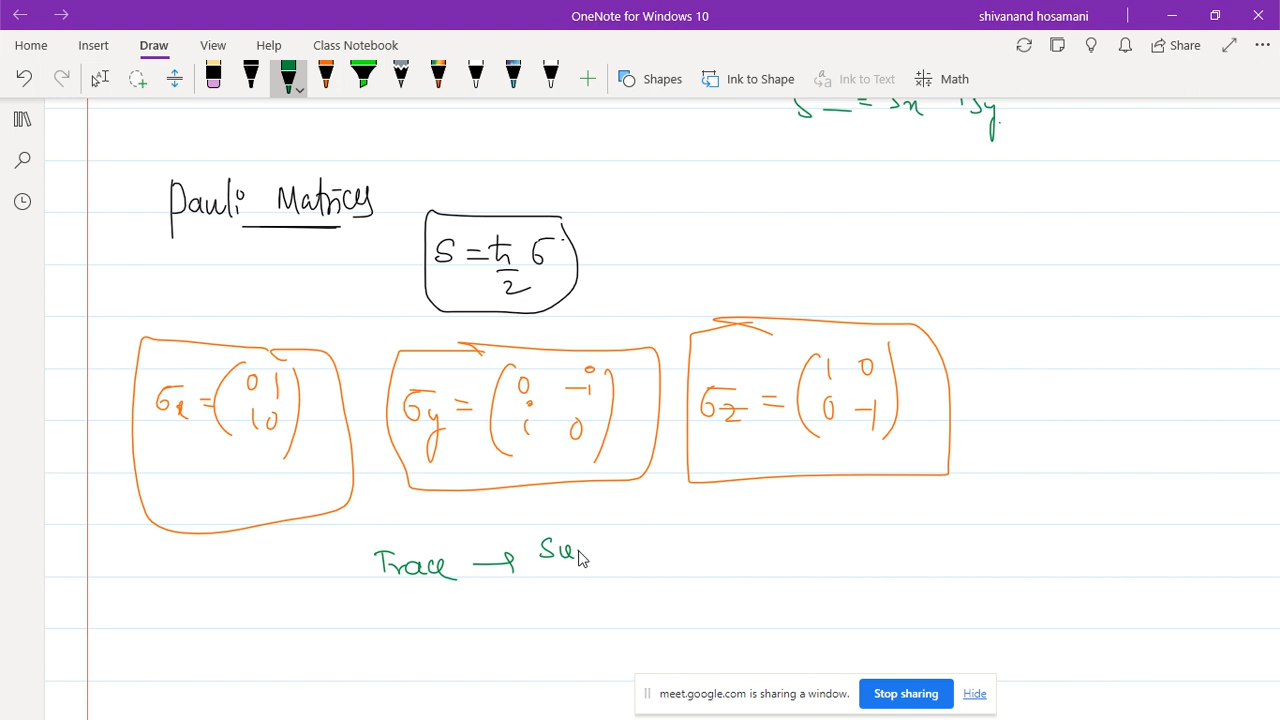 OneNote for Windows 10
shivanand hosamani
Home Insert Draw View Help Class Notebook Share
Shapes Ink to Shape Ink to Text Math
Pauli Matrices
S = ħ/2 σ
σx = (0 1
1 0)
σy = (0 -i
i 0)
σz = (1 0
0 -1)
Trace → Su
meet.google.com is sharing a window. Stop sharing Hide